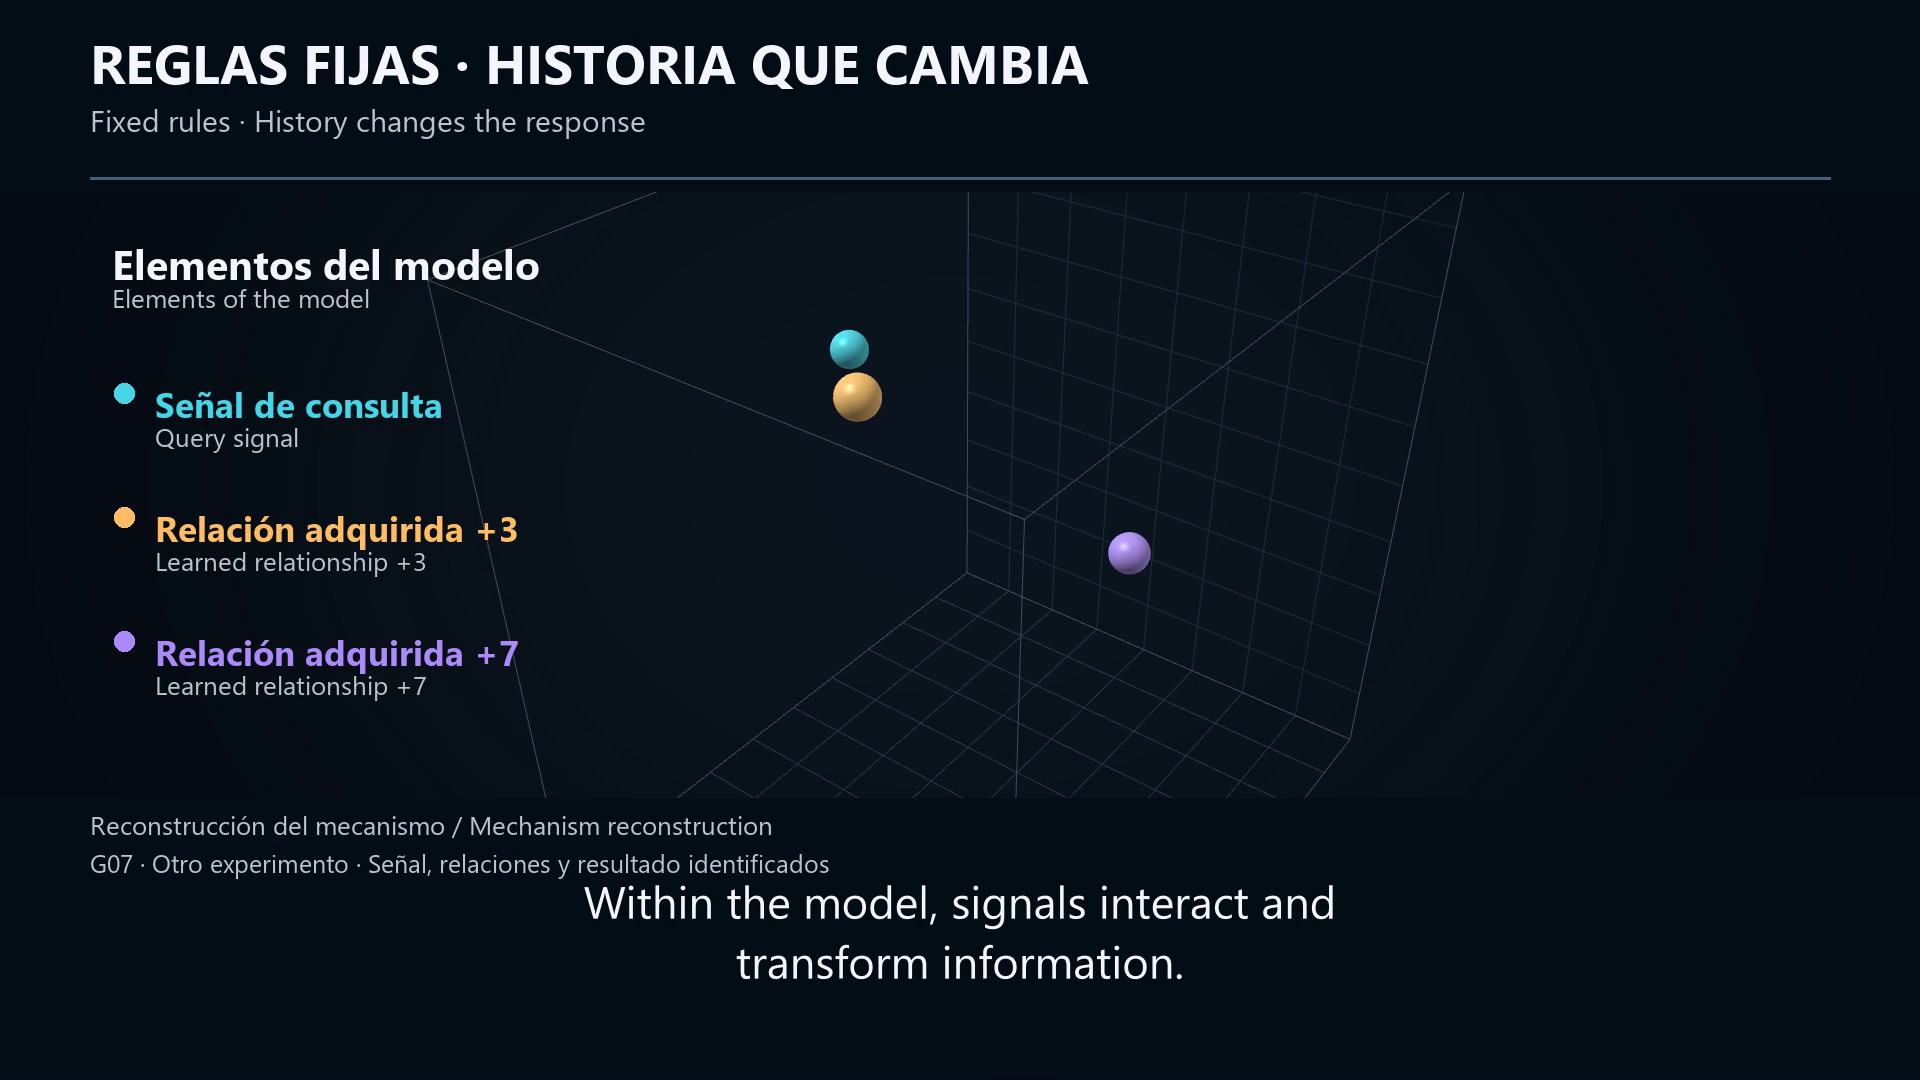 REGLAS FIJAS · HISTORIA QUE CAMBIA
Fixed rules · History changes the response
Elementos del modelo
Elements of the model
Señal de consulta
Query signal
Relación adquirida +3
Learned relationship +3
Relación adquirida +7
Learned relationship +7
Reconstrucción del mecanismo / Mechanism reconstruction
G07 · Otro experimento · Señal, relaciones y resultado identificados
Within the model, signals interact and
transform information.